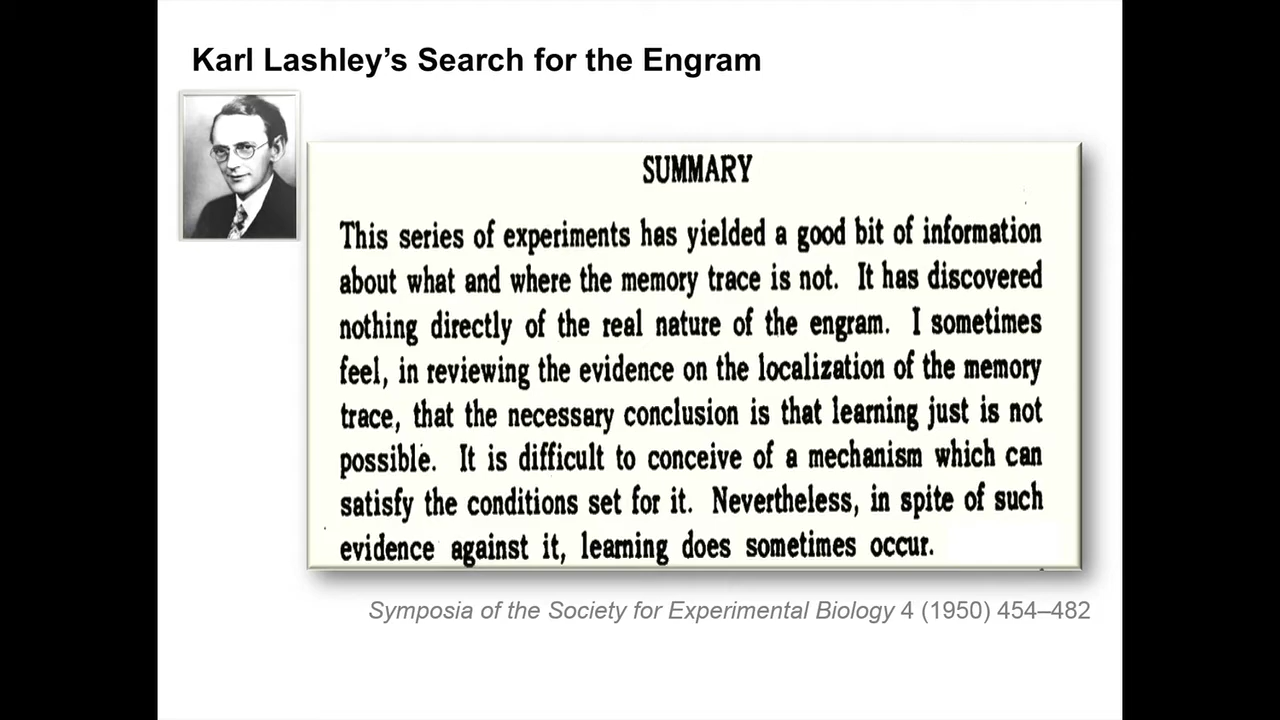 Karl Lashley’s Search for the Engram
SUMMARY
This series of experiments has yielded a good bit of information
about what and where the memory trace is not. It has discovered
nothing directly of the real nature of the engram. I sometimes
feel, in reviewing the evidence on the localization of the memory
trace, that the necessary conclusion is that learning just is not
possible. It is difficult to conceive of a mechanism which can
satisfy the conditions set for it. Nevertheless, in spite of such
evidence against it, learning does sometimes occur.
Symposia of the Society for Experimental Biology 4 (1950) 454–482